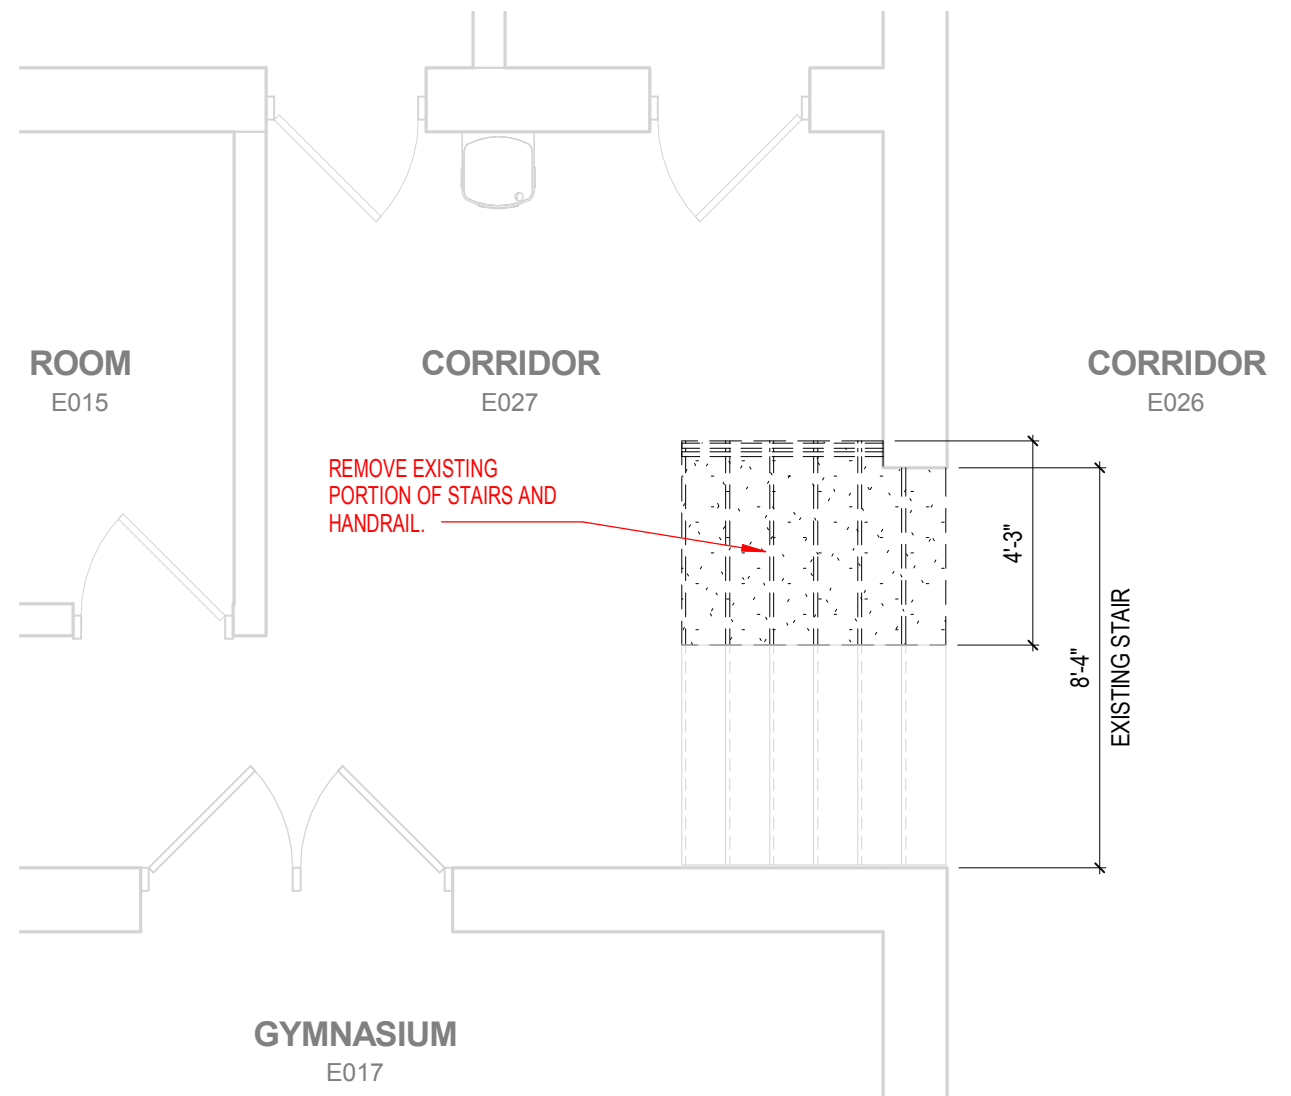 ROOM
E015
CORRIDOR
E027
CORRIDOR
E026
REMOVE EXISTING
PORTION OF STAIRS AND
HANDRAIL.
4'-3"
8'-4"
EXISTING STAIR
GYMNASIUM
E017